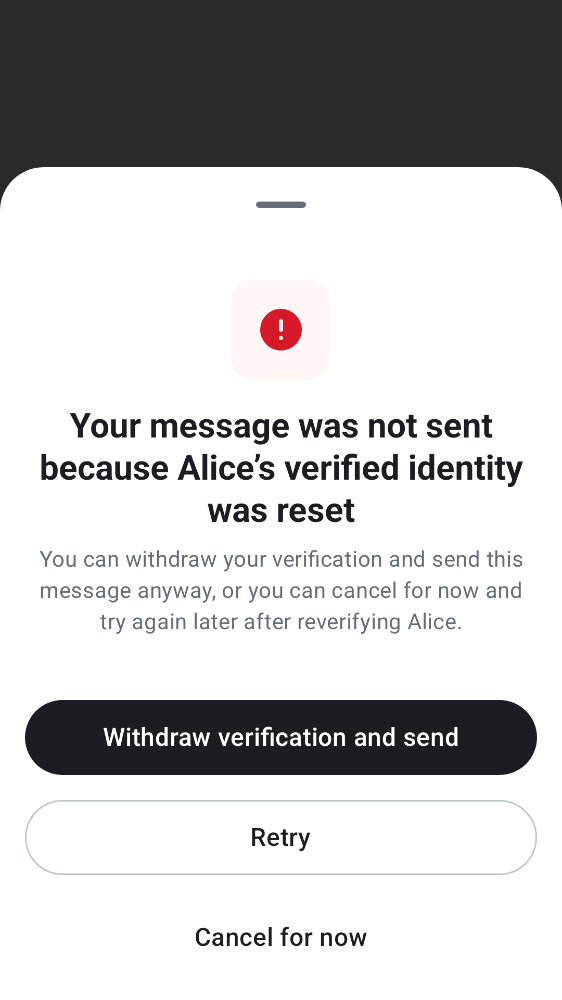 Your message was not sent
because Alice’s verified identity
was reset
You can withdraw your verification and send this
message anyway, or you can cancel for now and
try again later after reverifying Alice.
Withdraw verification and send
Retry
Cancel for now